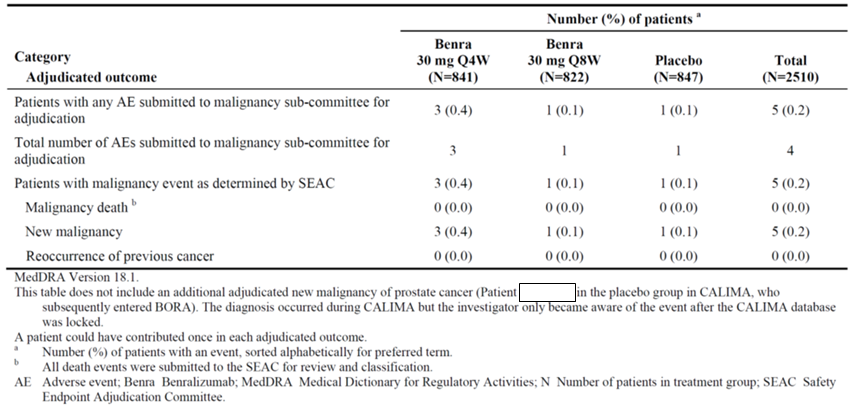 Number (%) of patients a
Category
Adjudicated outcome
Benra
30 mg Q4W
(N=841)
Benra
30 mg Q8W
(N=822)
Placebo
(N=847)
Total
(N=2510)
Patients with any AE submitted to malignancy sub-committee for
adjudication
3 (0.4) 1 (0.1) 1 (0.1) 5 (0.2)
Total number of AEs submitted to malignancy sub-committee for
adjudication
3 1 1 4
Patients with malignancy event as determined by SEAC 3 (0.4) 1 (0.1) 1 (0.1) 5 (0.2)
Malignancy death b 0 (0.0) 0 (0.0) 0 (0.0) 0 (0.0)
New malignancy 3 (0.4) 1 (0.1) 1 (0.1) 5 (0.2)
Reoccurrence of previous cancer 0 (0.0) 0 (0.0) 0 (0.0) 0 (0.0)
MedDRA Version 18.1.
This table does not include an additional adjudicated new malignancy of prostate cancer (Patient in the placebo group in CALIMA, who
subsequently entered BORA). The diagnosis occurred during CALIMA but the investigator only became aware of the event after the CALIMA database
was locked.
A patient could have contributed once in each adjudicated outcome.
a Number (%) of patients with an event, sorted alphabetically for preferred term.
b All death events were submitted to the SEAC for review and classification.
AE Adverse event; Benra Benralizumab; MedDRA Medical Dictionary for Regulatory Activities; N Number of patients in treatment group; SEAC Safety
Endpoint Adjudication Committee.